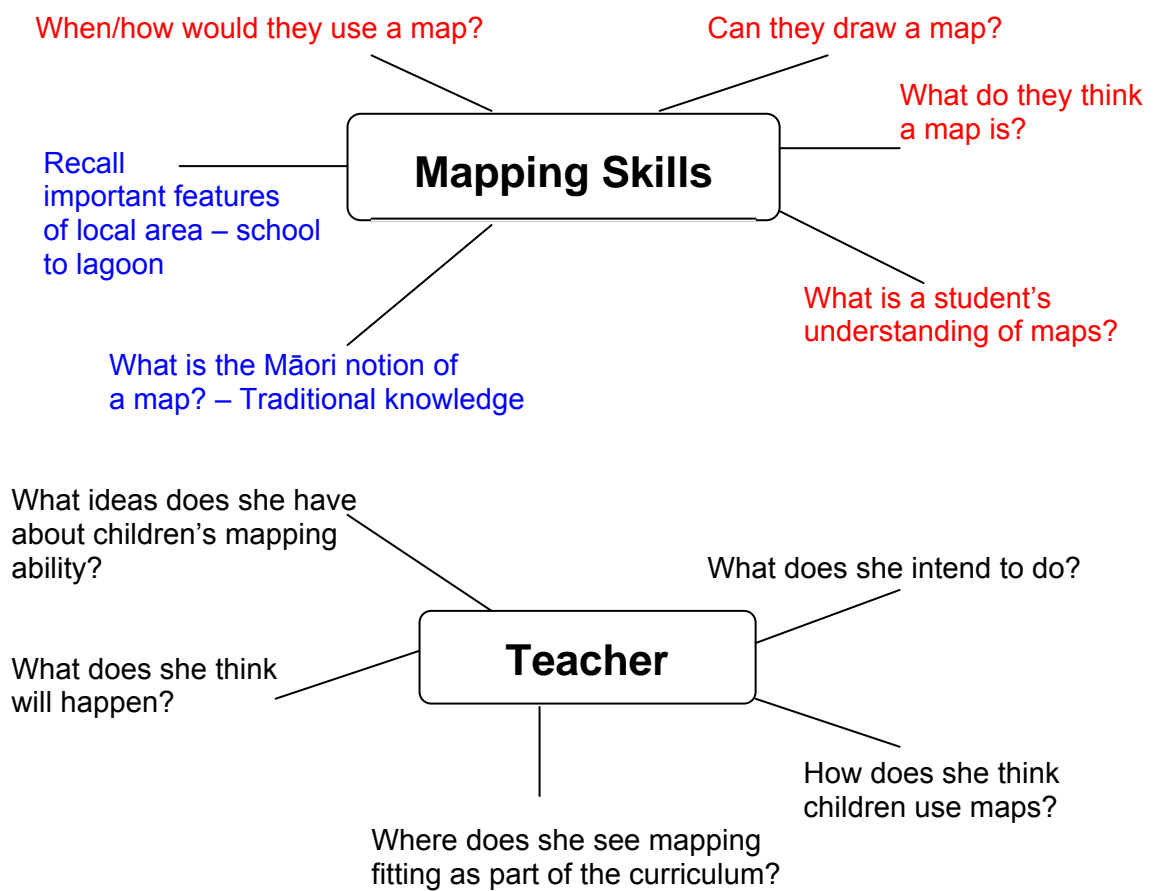 When/how would they use a map?
Can they draw a map?
What do they think
a map is?
Mapping Skills
Recall
important features
of local area – school
to lagoon
What is a student’s
understanding of maps?
What is the Māori notion of
a map? – Traditional knowledge
What ideas does she have
about children’s mapping
ability?
What does she intend to do?
Teacher
What does she think
will happen?
How does she think
children use maps?
Where does she see mapping
fitting as part of the curriculum?